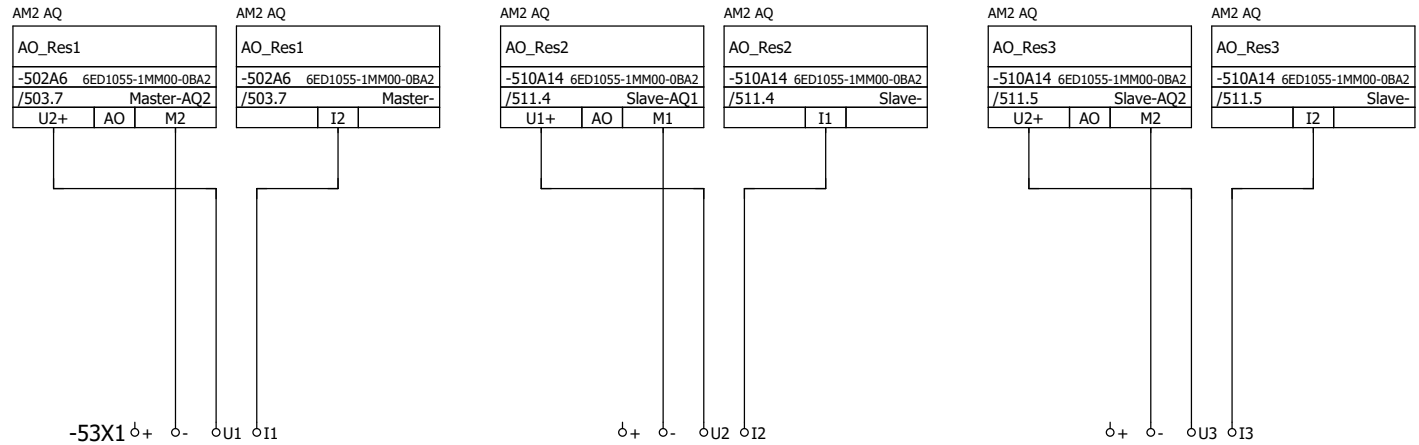 AM2 AQ AM2 AQ AM2 AQ AM2 AQ AM2 AQ AM2 AQ
AO_Res1 AO_Res1 AO_Res2 AO_Res2 AO_Res3 AO_Res3
-502A6 6ED1055-1MM00-0BA2 -502A6 6ED1055-1MM00-0BA2 -510A14 6ED1055-1MM00-0BA2 -510A14 6ED1055-1MM00-0BA2 -510A14 6ED1055-1MM00-0BA2 -510A14 6ED1055-1MM00-0BA2
/503.7 Master-AQ2 /503.7 Master- /511.4 Slave-AQ1 /511.4 Slave- /511.5 Slave-AQ2 /511.5 Slave-
U2+ AO M2 I2 U1+ AO M1 I1 U2+ AO M2 I2
-53X1 + - U1 I1 + - U2 I2 + - U3 I3